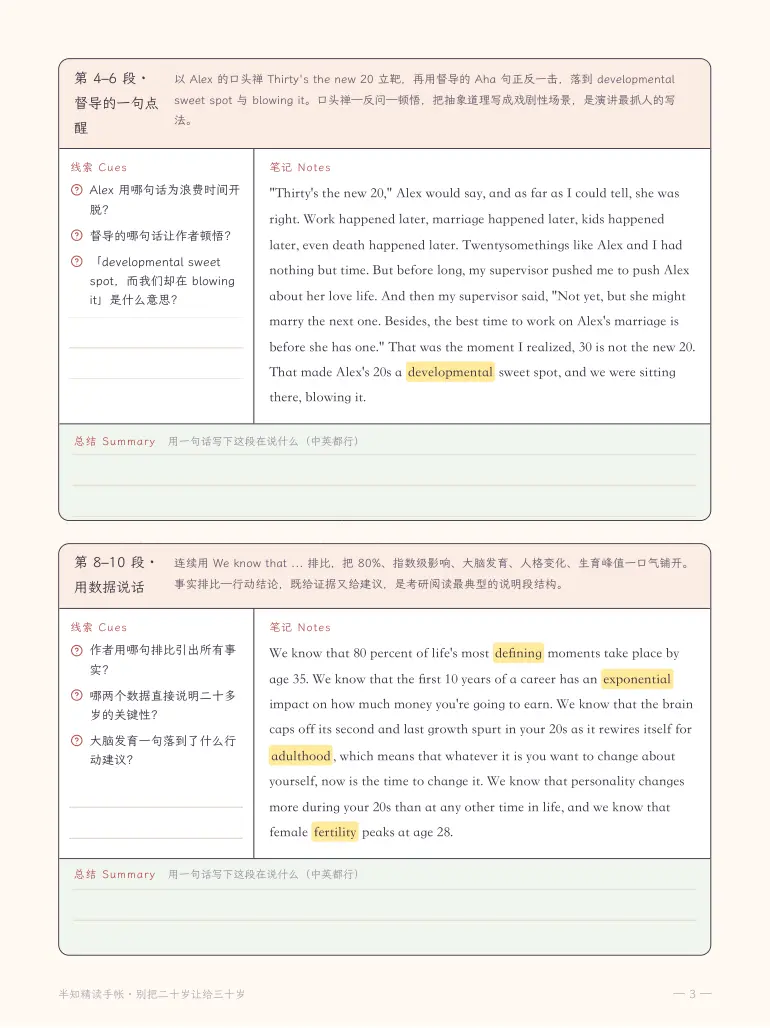 第 4–6 段・
督导的一句点
醒
以 Alex 的口头禅 Thirty's the new 20 立靶，再用督导的 Aha 句正反一击，落到 developmental
sweet spot 与 blowing it。口头禅—反问—顿悟，把抽象道理写成戏剧性场景，是演讲最抓人的写
法。
线索 Cues
Alex 用哪句话为浪费时间开
脱？
督导的哪句话让作者顿悟？
「developmental sweet
spot，而我们却在 blowing
it」是什么意思？
笔记 Notes
"Thirty's the new 20," Alex would say, and as far as I could tell, she was
right. Work happened later, marriage happened later, kids happened
later, even death happened later. Twentysomethings like Alex and I had
nothing but time. But before long, my supervisor pushed me to push Alex
about her love life. And then my supervisor said, "Not yet, but she might
marry the next one. Besides, the best time to work on Alex's marriage is
before she has one." That was the moment I realized, 30 is not the new 20.
That made Alex's 20s a developmental sweet spot, and we were sitting
there, blowing it.
总结 Summary 用一句话写下这段在说什么（中英都行）
第 8–10 段・
用数据说话
连续用 We know that ... 排比，把 80%、指数级影响、大脑发育、人格变化、生育峰值一口气铺开。
事实排比—行动结论，既给证据又给建议，是考研阅读最典型的说明段结构。
线索 Cues
作者用哪句排比引出所有事
实？
哪两个数据直接说明二十多
岁的关键性？
大脑发育一句落到了什么行
动建议？
笔记 Notes
We know that 80 percent of life's most defining moments take place by
age 35. We know that the first 10 years of a career has an exponential
impact on how much money you're going to earn. We know that the brain
caps off its second and last growth spurt in your 20s as it rewires itself for
adulthood, which means that whatever it is you want to change about
yourself, now is the time to change it. We know that personality changes
more during your 20s than at any other time in life, and we know that
female fertility peaks at age 28.
总结 Summary 用一句话写下这段在说什么（中英都行）
半知精读手帐・别把二十岁让给三十岁
— 3 —